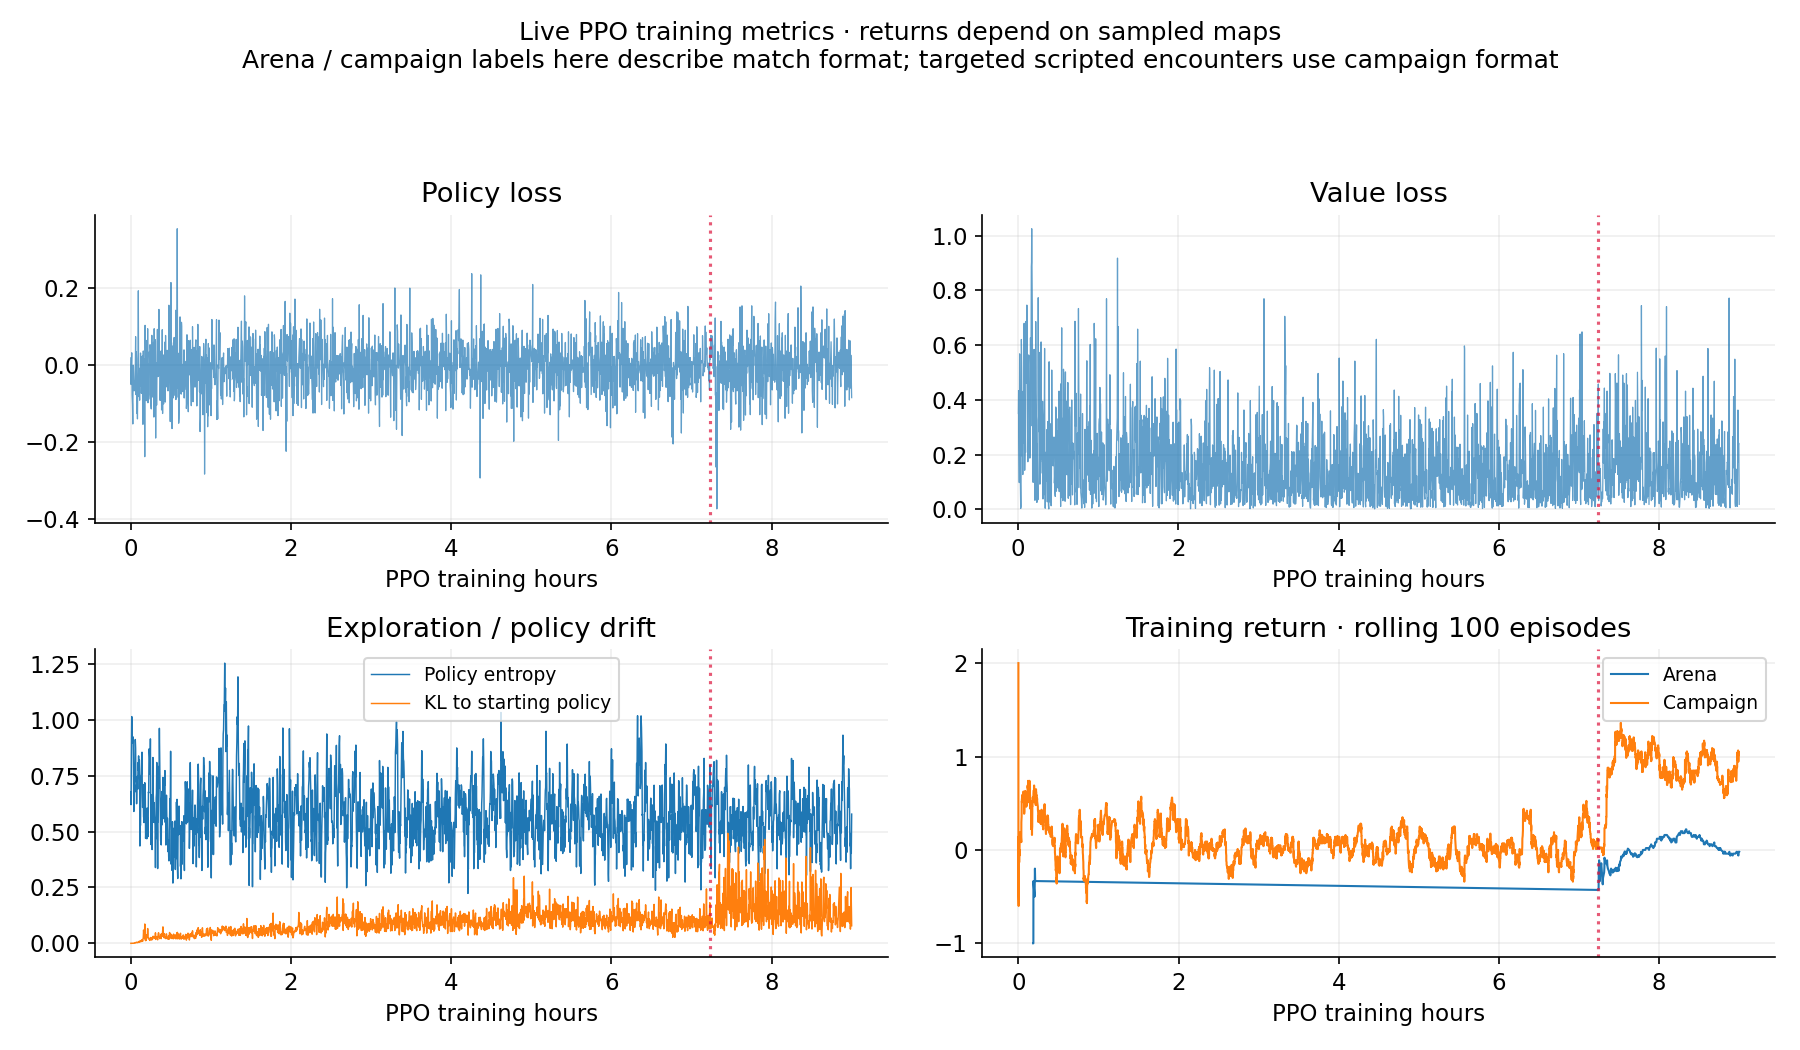 Live PPO training metrics · returns depend on sampled maps
Arena / campaign labels here describe match format; targeted scripted encounters use campaign format
Policy loss
0.2
0.0
−0.2
−0.4
0 2 4 6 8
PPO training hours
Value loss
1.0
0.8
0.6
0.4
0.2
0.0
0 2 4 6 8
PPO training hours
Exploration / policy drift
1.25
1.00
0.75
0.50
0.25
0.00
Policy entropy
KL to starting policy
0 2 4 6 8
PPO training hours
Training return · rolling 100 episodes
2
1
0
−1
Arena
Campaign
0 2 4 6 8
PPO training hours